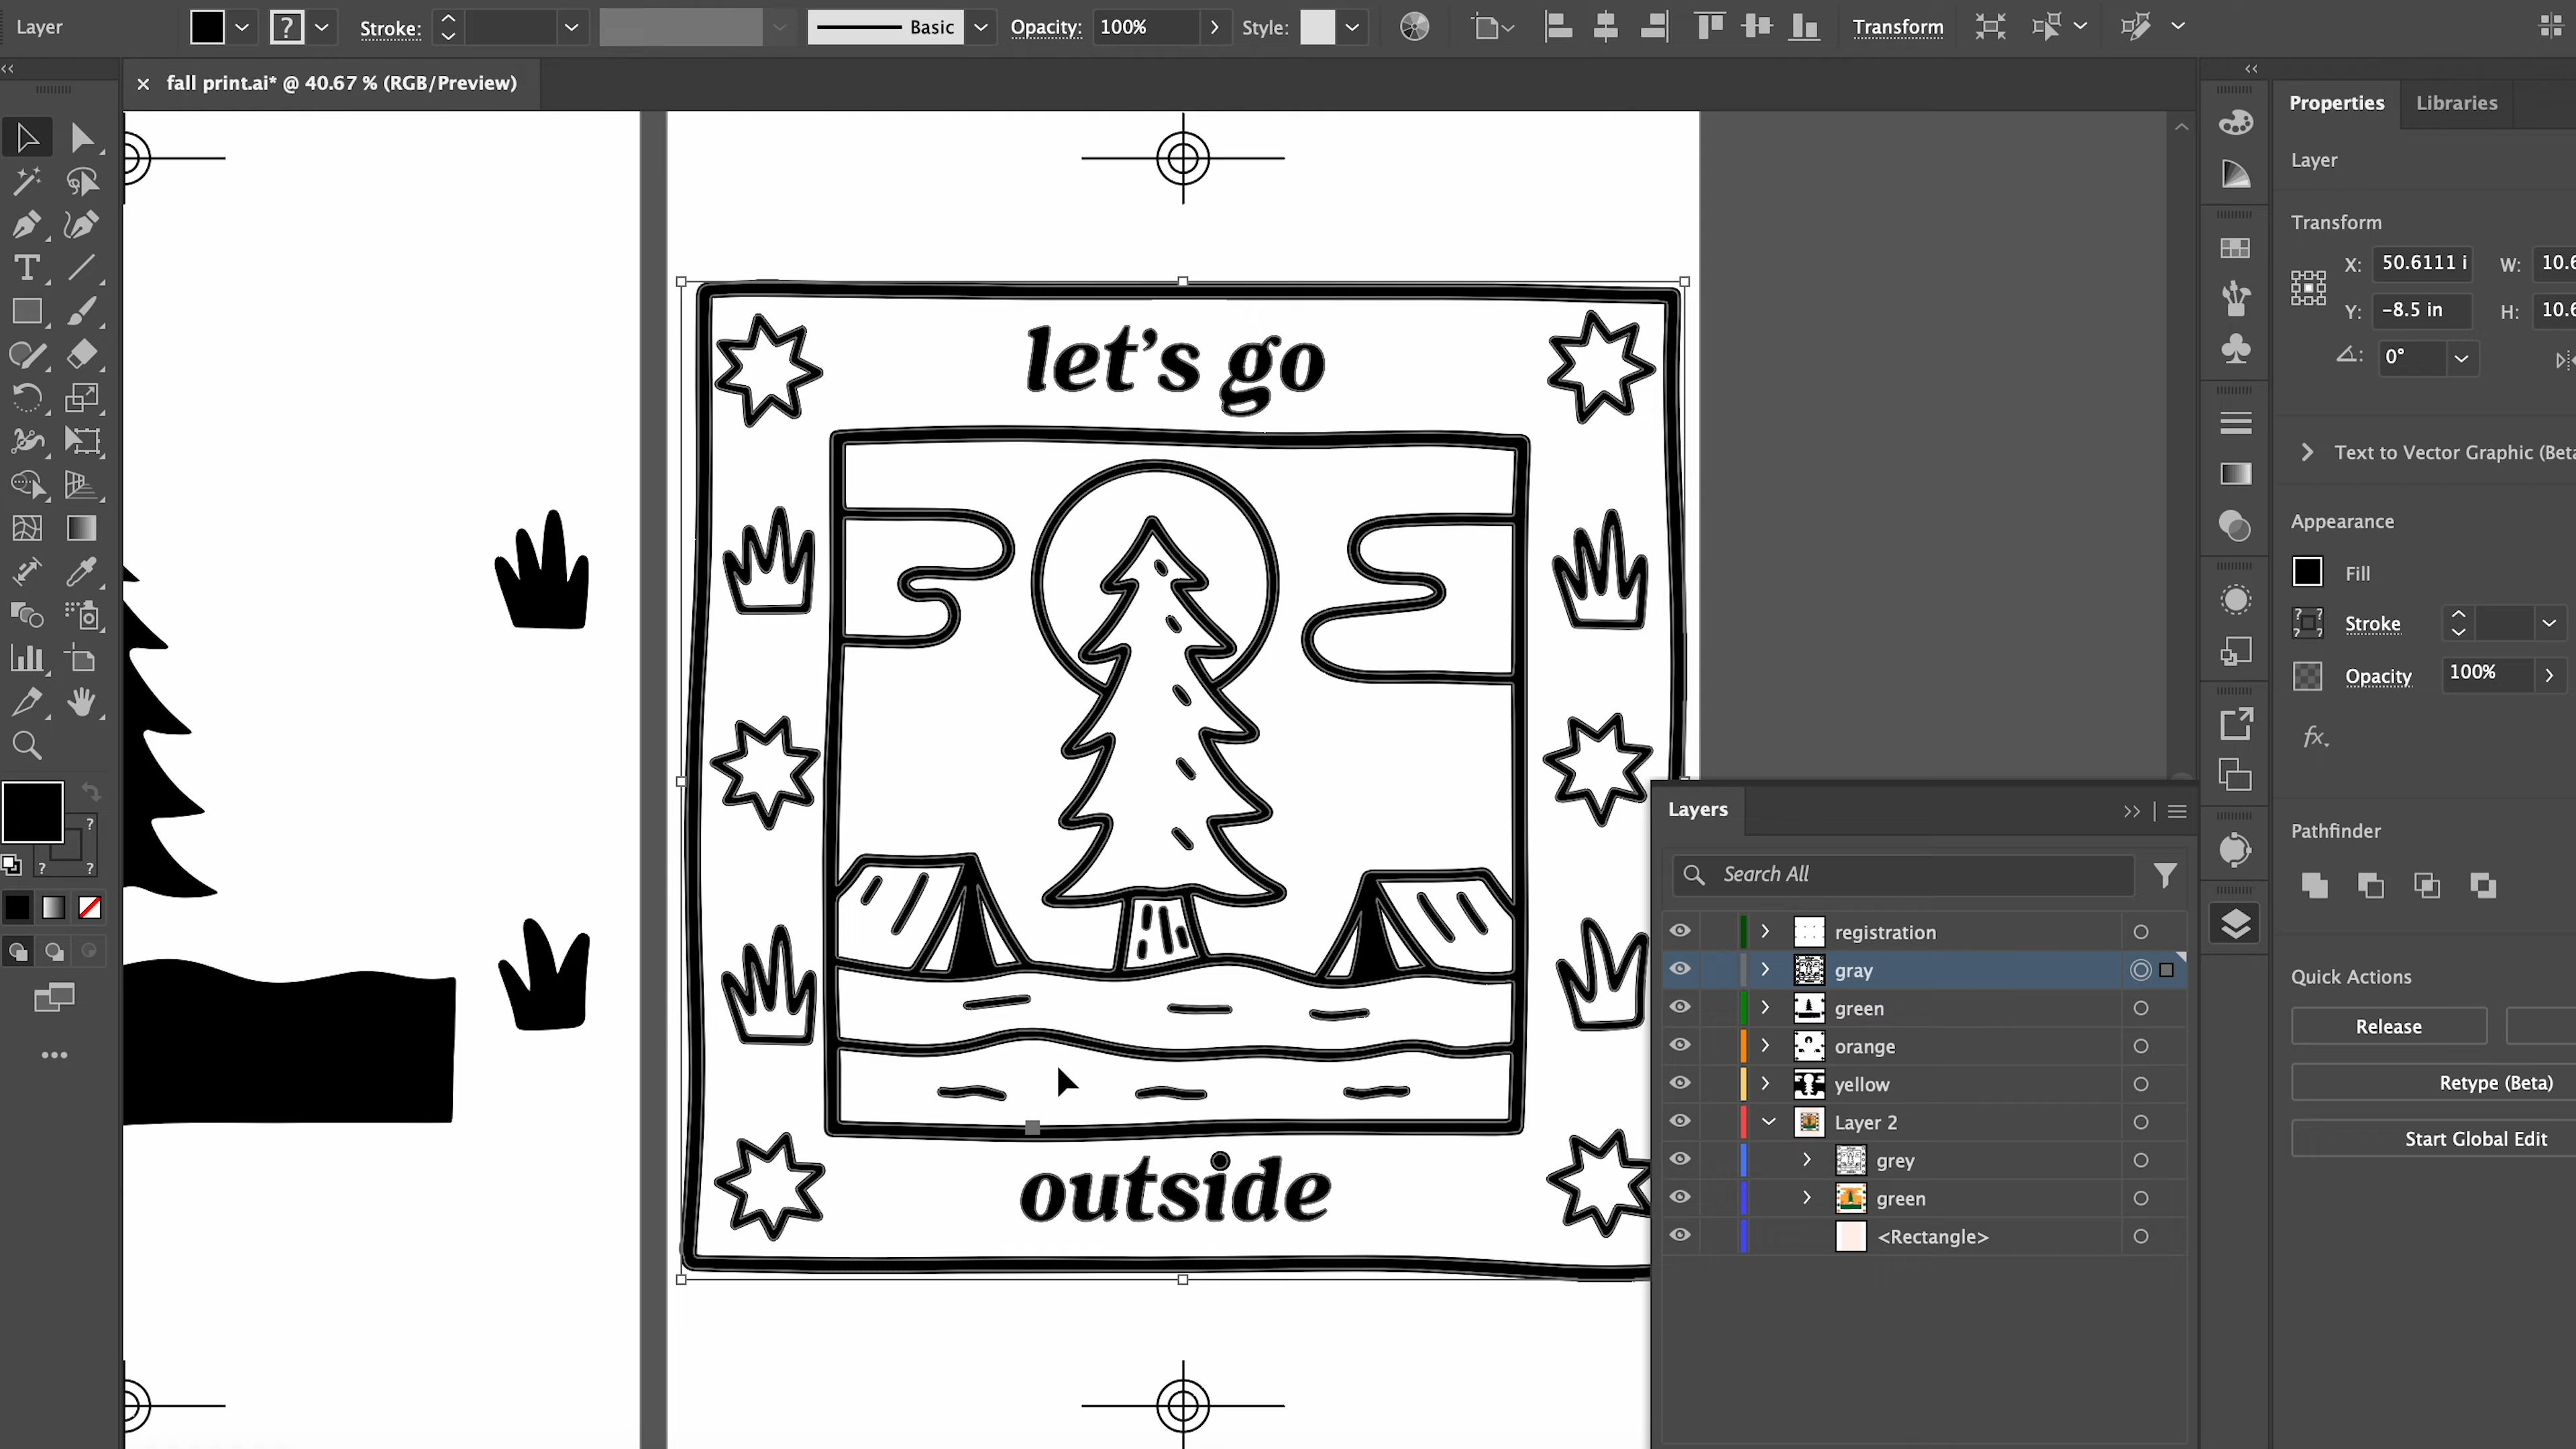 Layer
?
Stroke:
Basic
Opacity:
100%
Style:
Transform
fall print.ai* @ 40.67 % (RGB/Preview)
Properties
Libraries
Layer
Transform
X:
50.6111 i
W:
10.6
Y:
-8.5 in
H:
10.6
0°
Text to Vector Graphic (Beta
Appearance
Fill
Stroke
Opacity
100%
fx.
Pathfinder
Quick Actions
Release
Retype (Beta)
Start Global Edit
let's go
outside
Layers
Search All
registration
gray
green
orange
yellow
Layer 2
grey
green
<Rectangle>